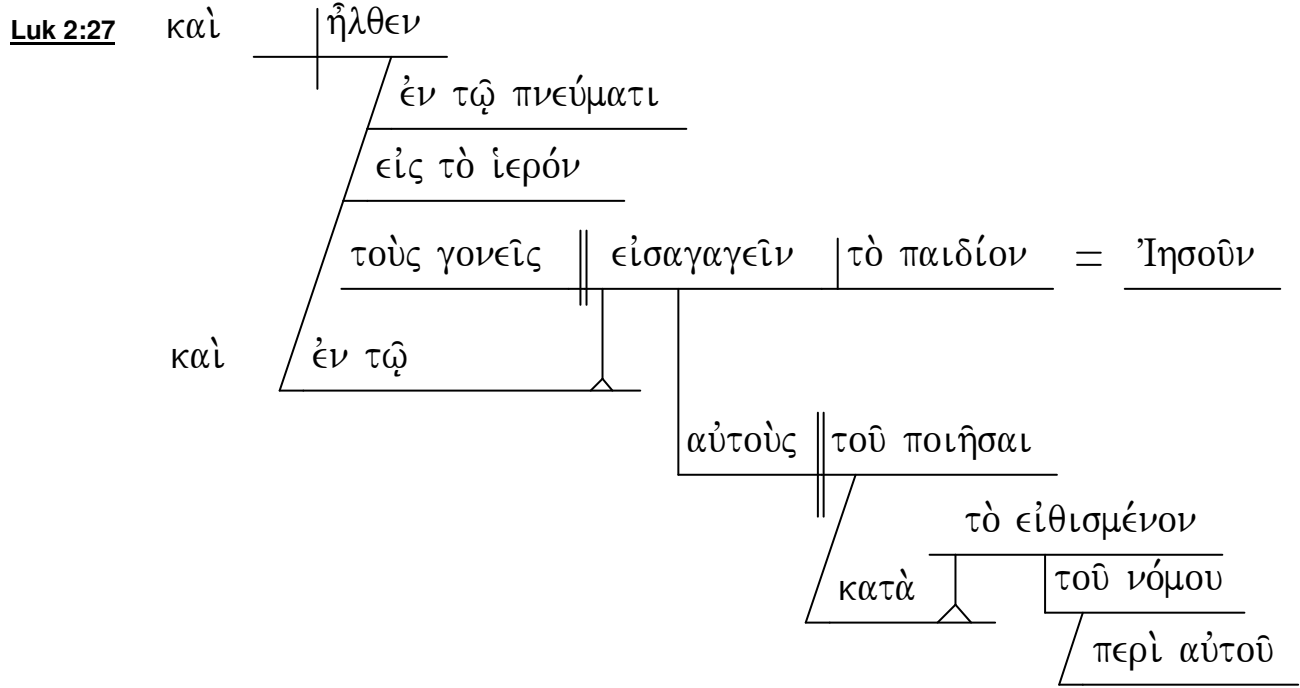 Luk 2:27 καὶ ἦλθεν
ἐν τῷ πνεύματι
εἰς τὸ ἱερόν
τοὺς γονεῖς εἰσαγαγεῖν τὸ παιδίον = Ἰησοῦν
καὶ ἐν τῷ
αὐτοὺς τοῦ ποιῆσαι
τὸ εἰθισμένον
κατὰ τοῦ νόμου
περὶ αὐτοῦ